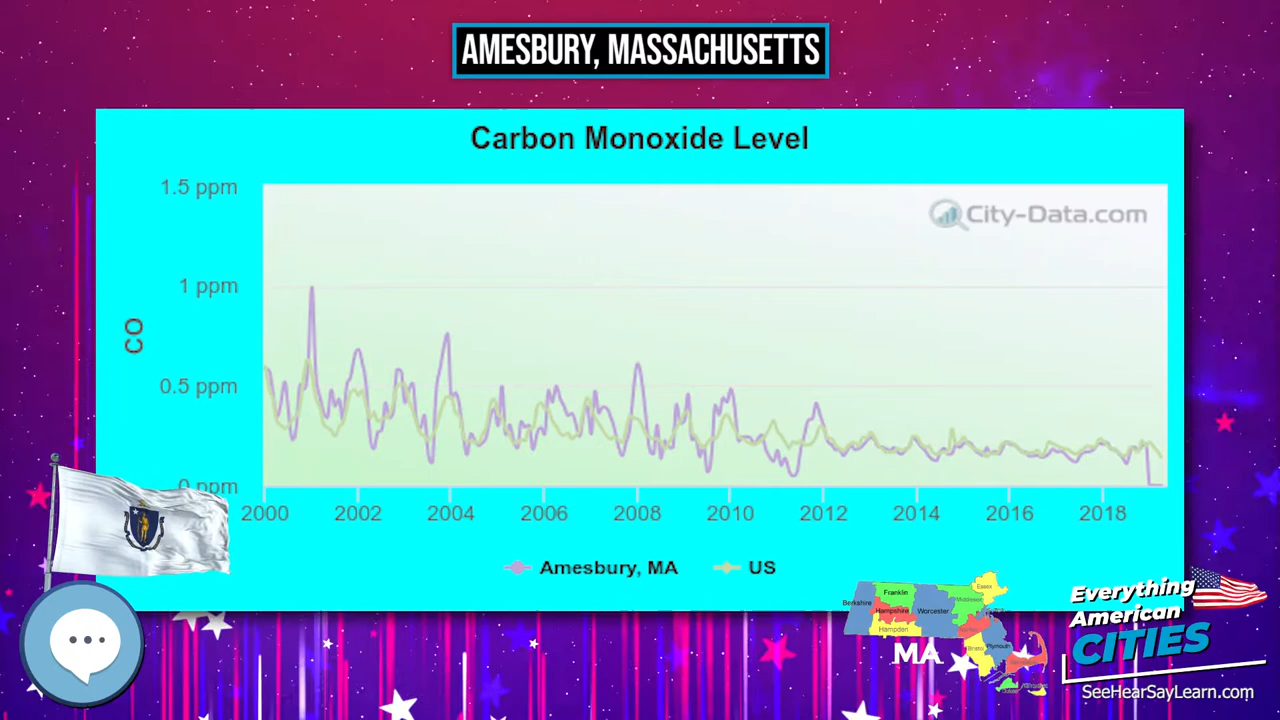 AMESBURY, MASSACHUSETTS
Carbon Monoxide Level
City-Data.com
1.5 ppm
1 ppm
0.5 ppm
0 ppm
CO
2000 2002 2004 2006 2008 2010 2012 2014 2016 2018
Amesbury, MA US
Essex
Franklin
Middlesex
Berkshire
Hampshire
Worcester
Hampden
Plymouth
Bristol
MA
Everything
American
CITIES
SeeHearSayLearn.com